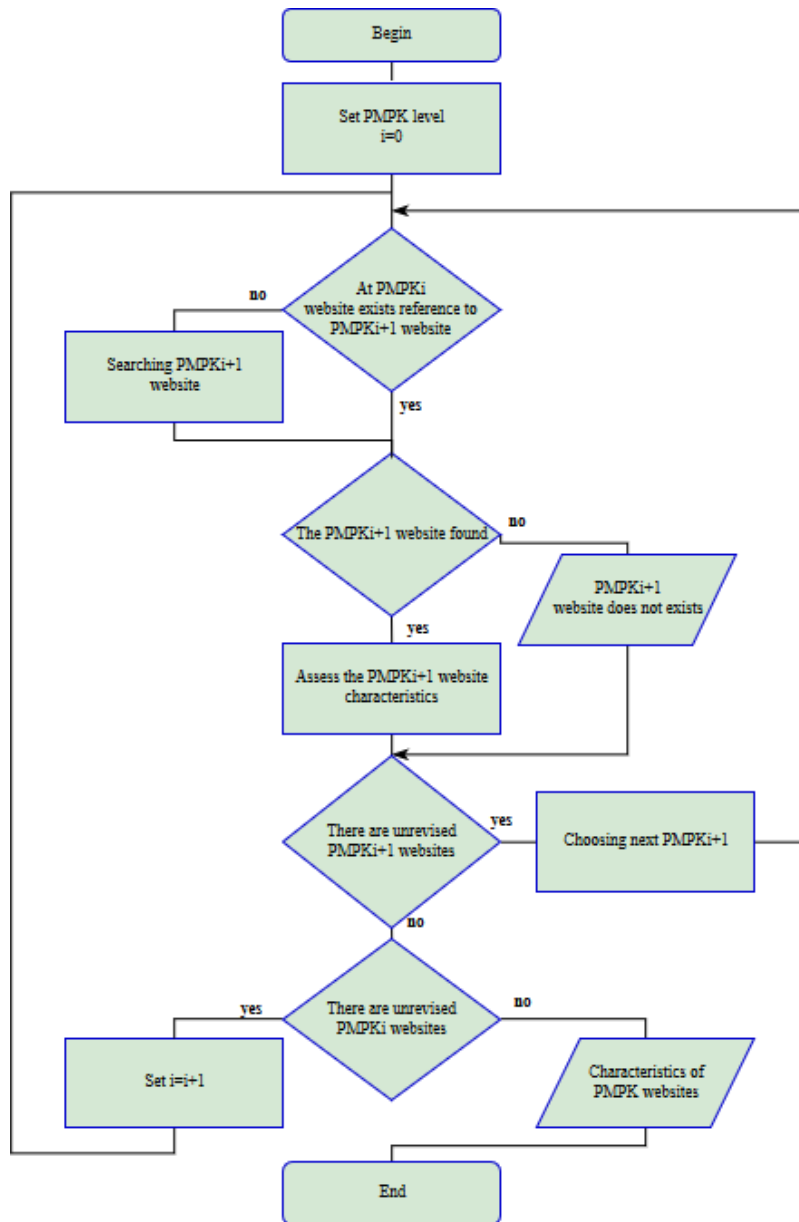 Begin
Set PMPK level
i=0
At PMPKi
website exists reference to
PMPKi+1 website
no
Searching PMPKi+1
website
yes
The PMPKi+1 website found
no
PMPKi+1
website does not exists
yes
Assess the PMPKi+1 website
characteristics
There are unrevised
PMPKi+1 websites
yes
Choosing next PMPKi+1
no
There are unrevised
PMPKi websites
yes
no
Set i=i+1
Characteristics of
PMPK websites
End